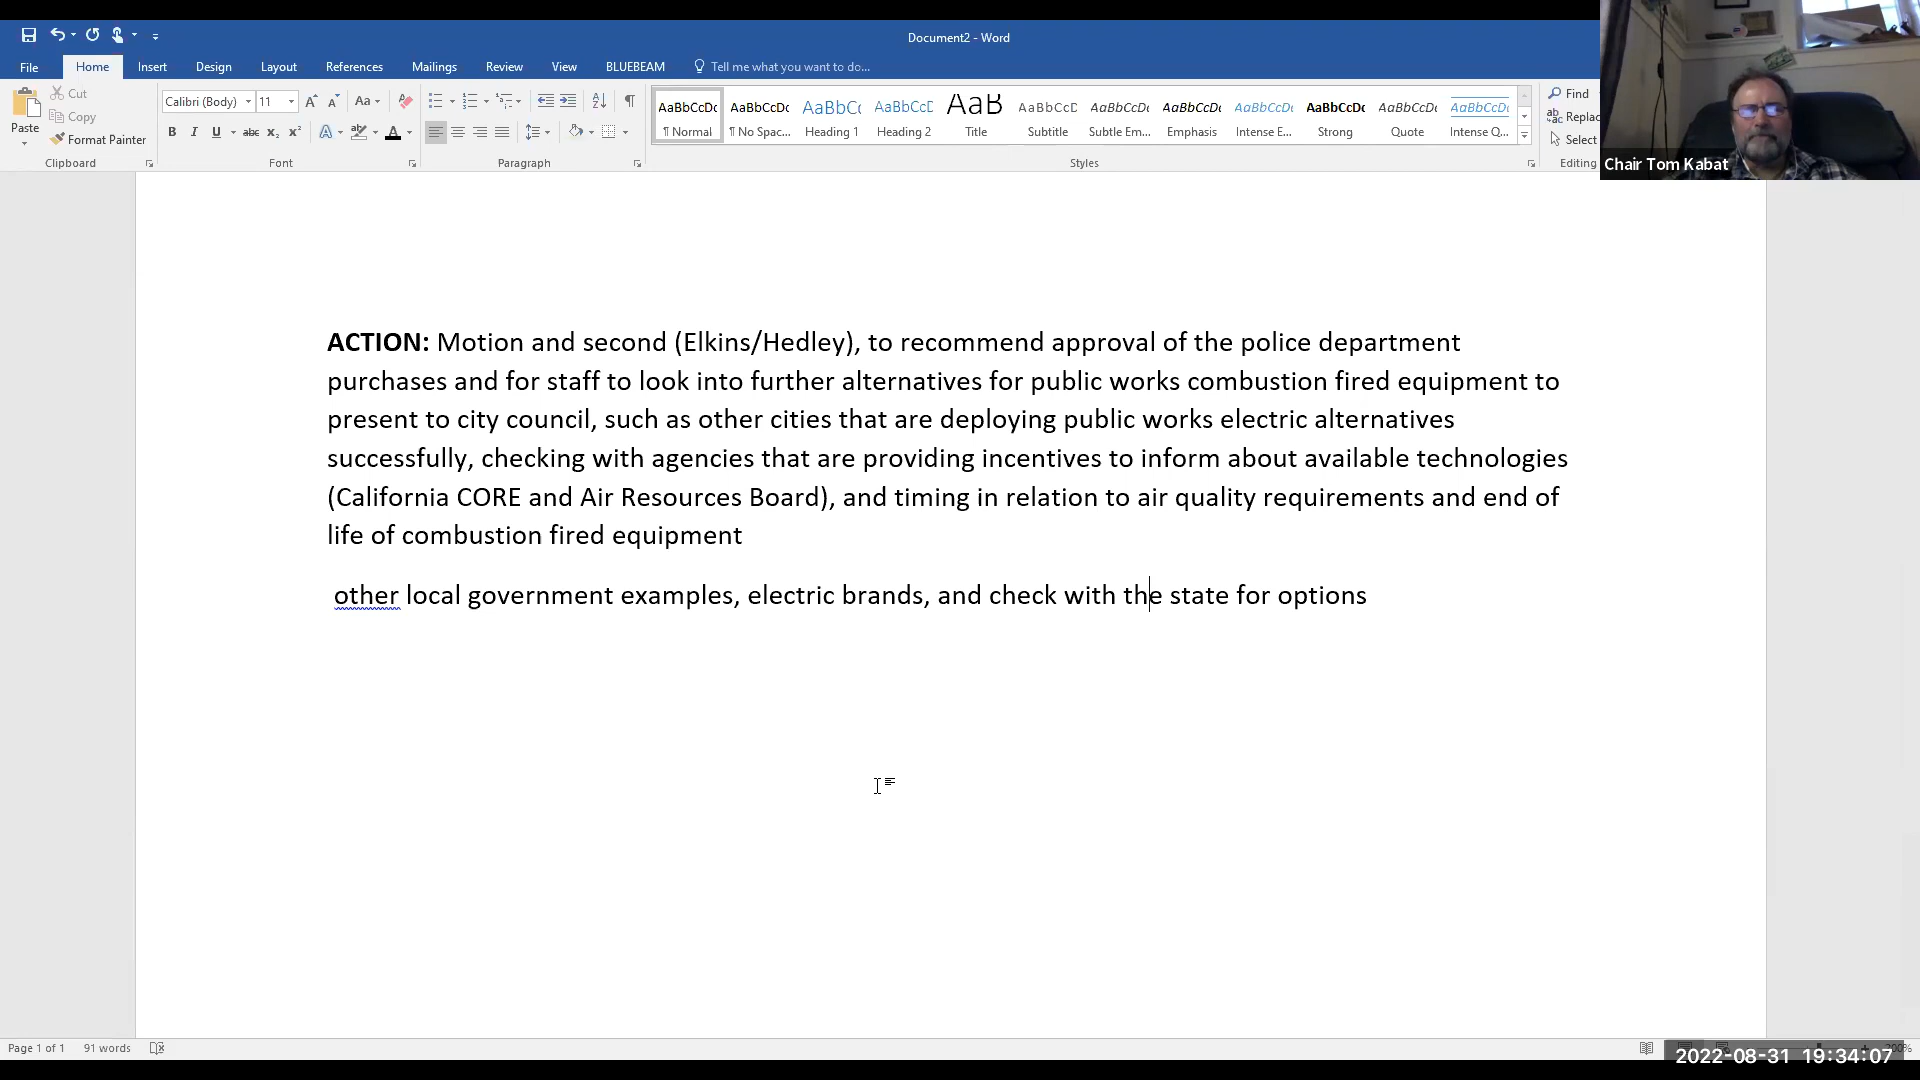 Document2 - Word
File Home Insert Design Layout References Mailings Review View BLUEBEAM Tell me what you want to do...
Paste
Cut
Copy
Format Painter
Calibri (Body) 11
AaBbCcDc AaBbCcDc AaBbCc AaBbCcD AaB AaBbCcD AaBbCcDc AaBbCcDc AaBbCcDc AaBbCcDc AaBbCcDc AaBbCcDc
¶ Normal ¶ No Spac... Heading 1 Heading 2 Title Subtitle Subtle Em... Emphasis Intense E... Strong Quote Intense Q...
Find
Replac
Select
Clipboard Font Paragraph Styles Editing
Chair Tom Kabat
ACTION: Motion and second (Elkins/Hedley), to recommend approval of the police department
purchases and for staff to look into further alternatives for public works combustion fired equipment to
present to city council, such as other cities that are deploying public works electric alternatives
successfully, checking with agencies that are providing incentives to inform about available technologies
(California CORE and Air Resources Board), and timing in relation to air quality requirements and end of
life of combustion fired equipment
other local government examples, electric brands, and check with the state for options
Page 1 of 1 91 words
2022-08-31 19:34:07